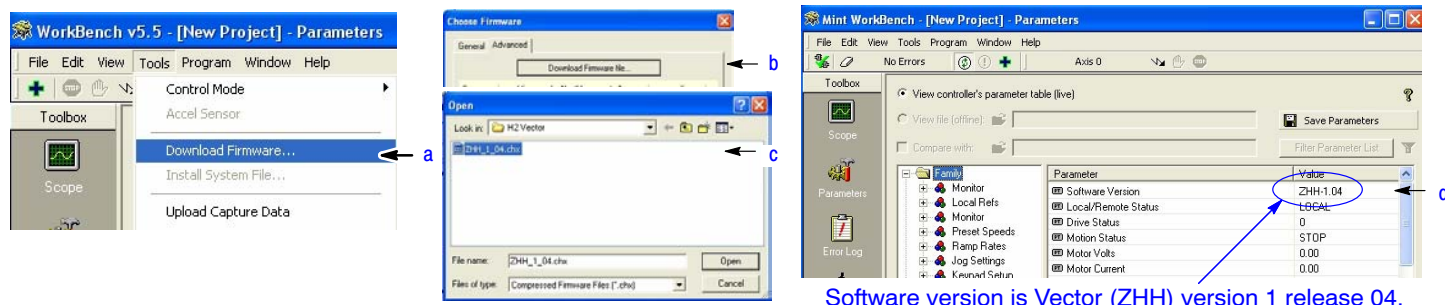 WorkBench v5.5 - [New Project] - Parameters
File Edit View Tools Program Window Help
Toolbox
Control Mode
Accel Sensor
Download Firmware...
Install System File...
Upload Capture Data
Scope
a
Choose Firmware
General Advanced
Download Firmware file...
b
Open
Look in: H2 Vector
ZHH_1_04.chx
c
File name: ZHH_1_04.chx Open
Files of type: Compressed Firmware Files (*.chx) Cancel
Mint WorkBench - [New Project] - Parameters
File Edit View Tools Program Window Help
No Errors Axis 0
Toolbox
View controller's parameter table (live)
View file (offline): Save Parameters
Compare with: Filter Parameter List
Scope
Parameters
Error Log
Family
Monitor
Local Refs
Monitor
Preset Speeds
Ramp Rates
Jog Settings
Keypad Setup
Parameter Value
Software Version ZHH-1.04
Local/Remote Status LOCAL
Drive Status 0
Motion Status STOP
Motor Volts 0.00
Motor Current 0.00
d
Software version is Vector (ZHH) version 1 release 04.